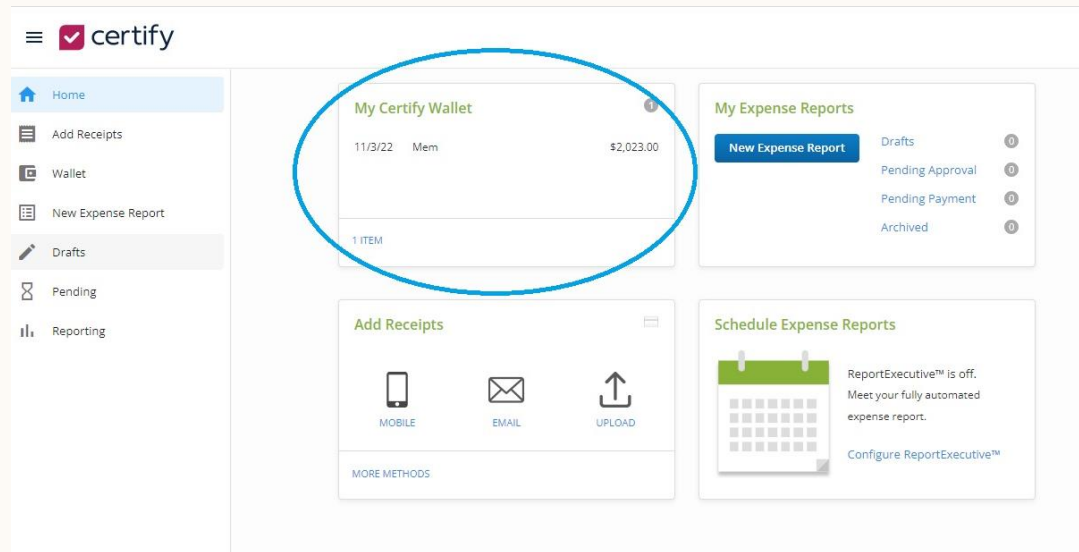 certify
Home
Add Receipts
Wallet
New Expense Report
Drafts
Pending
Reporting
My Certify Wallet 1
11/3/22 Mem $2,023.00
1 ITEM
My Expense Reports
New Expense Report
Drafts 0
Pending Approval 0
Pending Payment 0
Archived 0
Add Receipts
MOBILE EMAIL UPLOAD
MORE METHODS
Schedule Expense Reports
ReportExecutive™ is off.
Meet your fully automated
expense report.
Configure ReportExecutive™